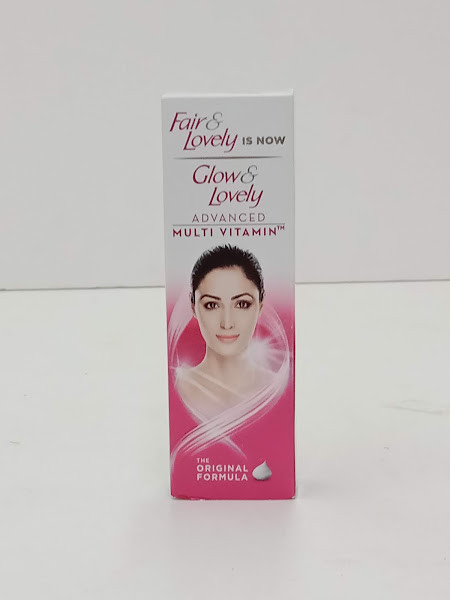 Fair &
Lovely IS NOW
Glow &
Lovely
ADVANCED
MULTI VITAMIN™
THE
ORIGINAL
FORMULA